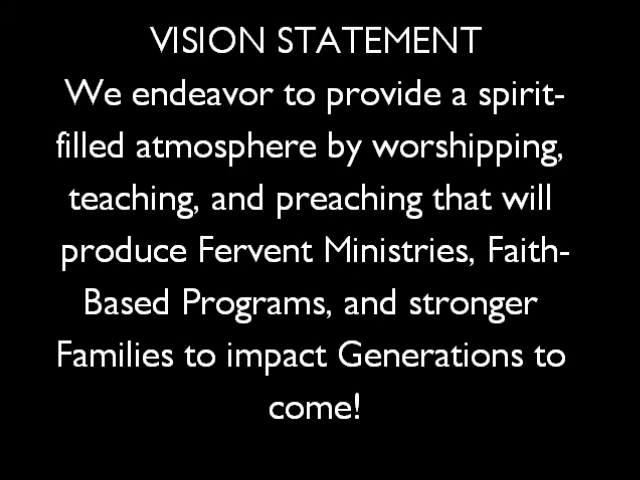 VISION STATEMENT
We endeavor to provide a spirit-
filled atmosphere by worshipping,
teaching, and preaching that will
produce Fervent Ministries, Faith-
Based Programs, and stronger
Families to impact Generations to
come!